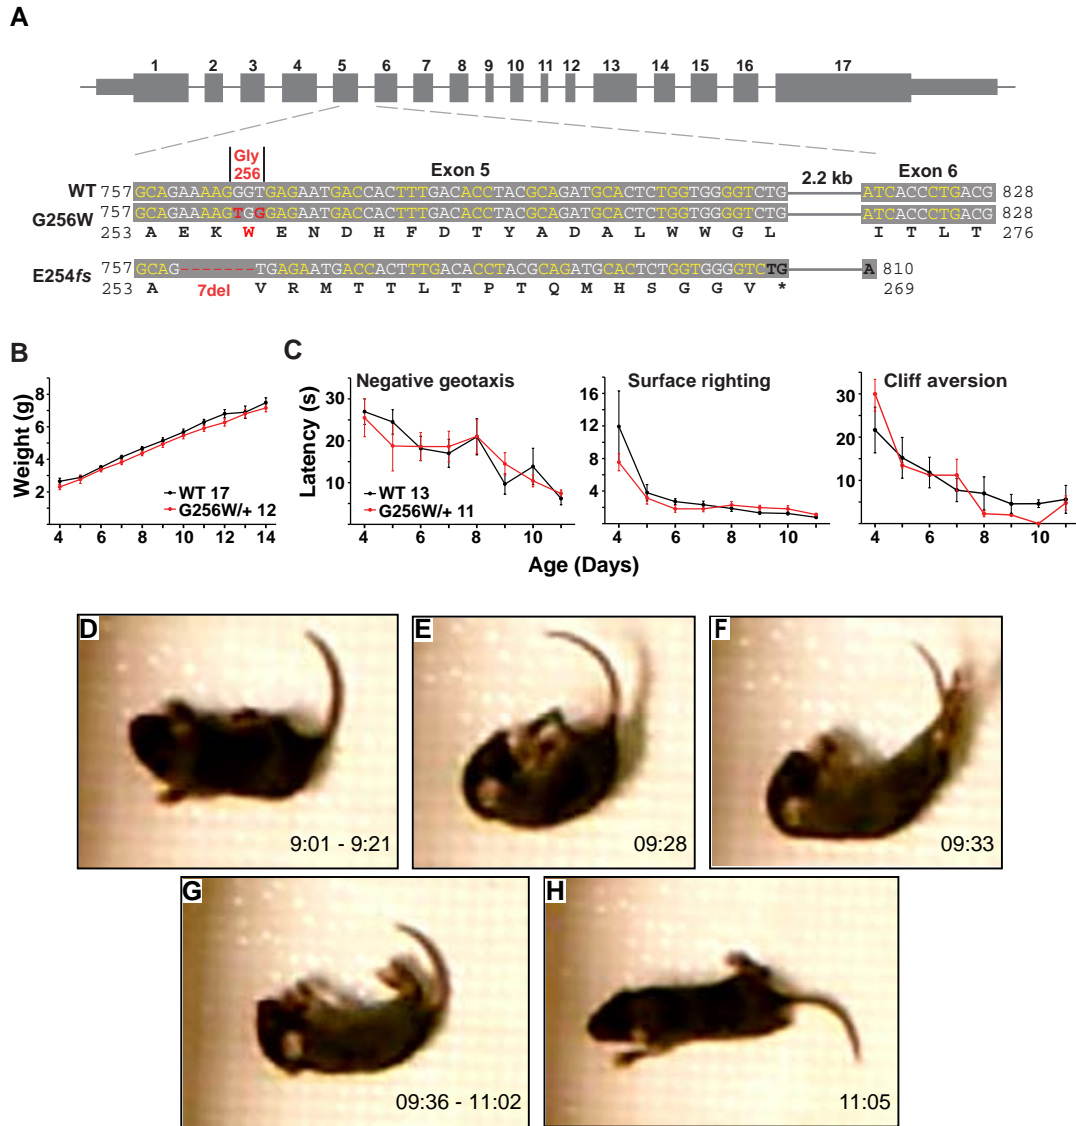 A
1 2 3 4 5 6 7 8 9 10 11 12 13 14 15 16 17
Gly
256
Exon 5
2.2 kb
Exon 6
WT 757 GCAGAAAAGGGTGAGAATGACCACTTTGACACCTACGCAGATGCACTCTGGTGGGGTCTG ATCACCCTGACG 828
G256W 757 GCAGAAAAGTGGGAGAATGACCACTTTGACACCTACGCAGATGCACTCTGGTGGGGTCTG ATCACCCTGACG 828
253 A E K W E N D H F D T Y A D A L W W G L I T L T 276
E254fs 757 GCAG-------TGAGAATGACCACTTTGACACCTACGCAGATGCACTCTGGTGGGGTCTG A 810
253 A 7del V R M T T L T P T Q M H S G G V * 269
B
Weight (g)
8
6
4
2
WT 17
G256W/+ 12
4 6 8 10 12 14
C
Latency (s)
Negative geotaxis
30
20
10
WT 13
G256W/+ 11
4 6 8 10
Surface righting
16
12
8
4
4 6 8 10
Cliff aversion
30
20
10
4 6 8 10
Age (Days)
D
9:01 - 9:21
E
09:28
F
09:33
G
09:36 - 11:02
H
11:05